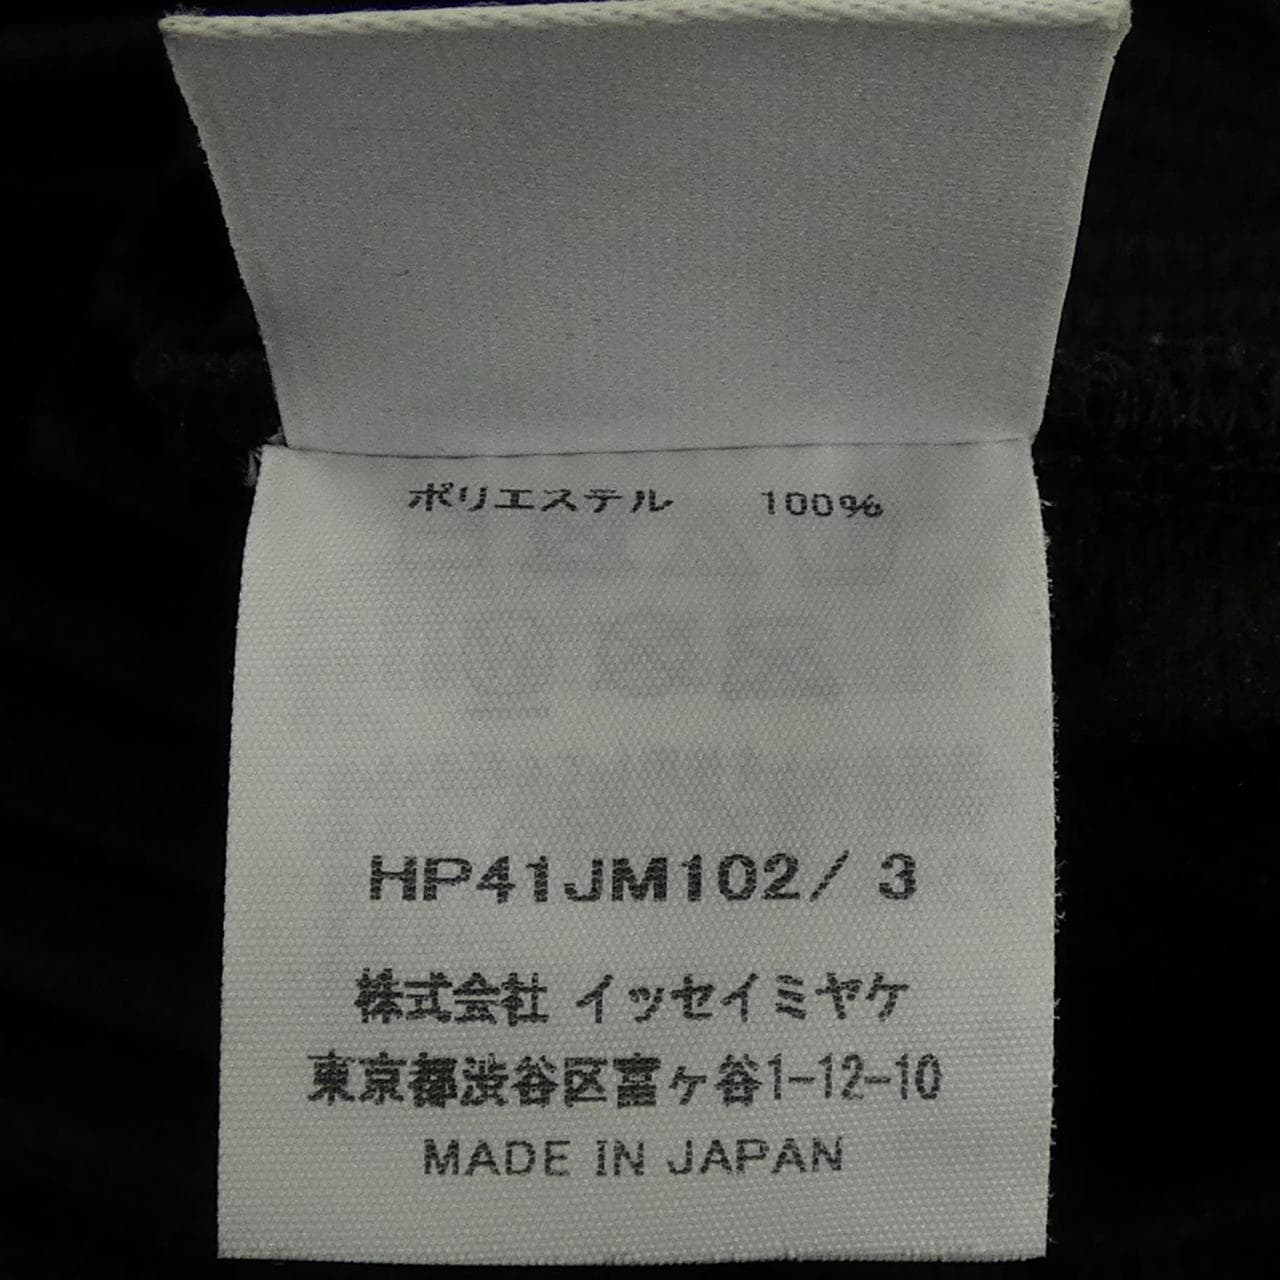 ポリエステル 100%
HP41JM102/ 3
株式会社 イッセイミヤケ
東京都渋谷区富ヶ谷1-12-10
MADE IN JAPAN